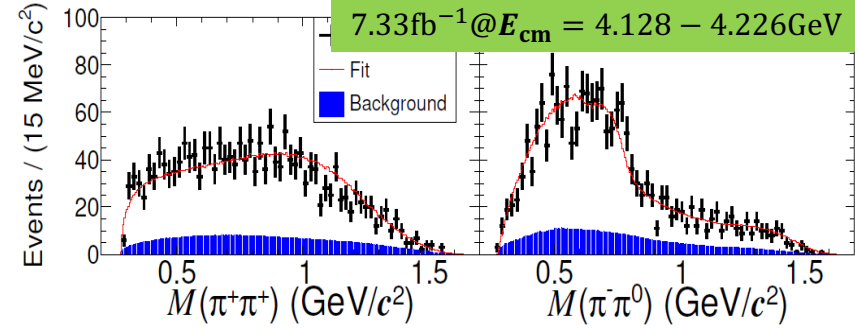 7.33fb⁻¹@E_cm = 4.128 − 4.226GeV
Events / (15 MeV/c²)
100
80
60
40
20
0
Fit
Background
0.5 1 1.5
M(π⁺π⁺) (GeV/c²)
0.5 1 1.5
M(π⁻π⁰) (GeV/c²)